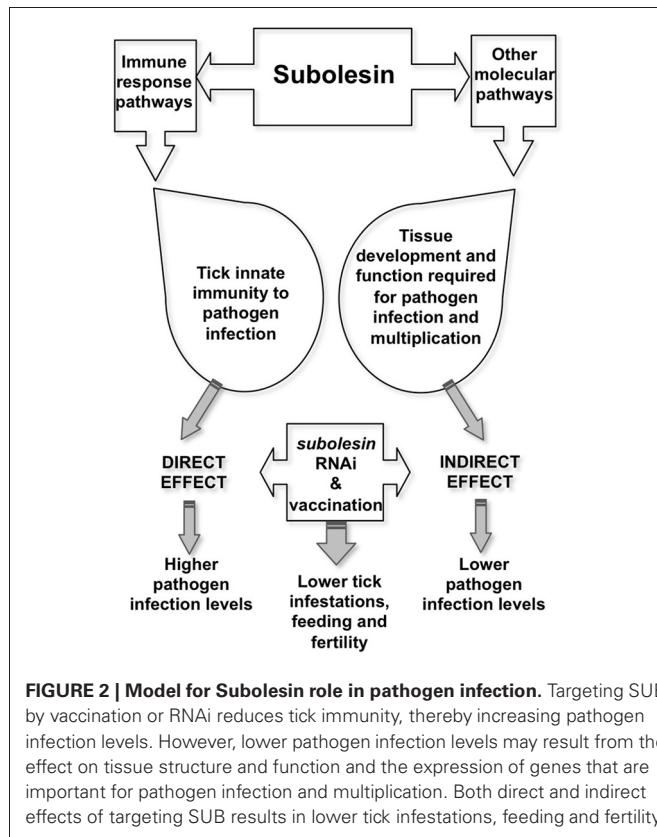 Immune
response
pathways
Subolesin
Other
molecular
pathways
Tick innate
immunity to
pathogen
infection
Tissue
development and
function required
for pathogen
infection and
multiplication
DIRECT
EFFECT
subolesin
RNAi
&
vaccination
INDIRECT
EFFECT
Higher
pathogen
infection levels
Lower tick
infestations,
feeding and
fertility
Lower
pathogen
infection levels
FIGURE 2 | Model for Subolesin role in pathogen infection. Targeting SUB
by vaccination or RNAi reduces tick immunity, thereby increasing pathogen
infection levels. However, lower pathogen infection levels may result from the
effect on tissue structure and function and the expression of genes that are
important for pathogen infection and multiplication. Both direct and indirect
effects of targeting SUB results in lower tick infestations, feeding and fertility